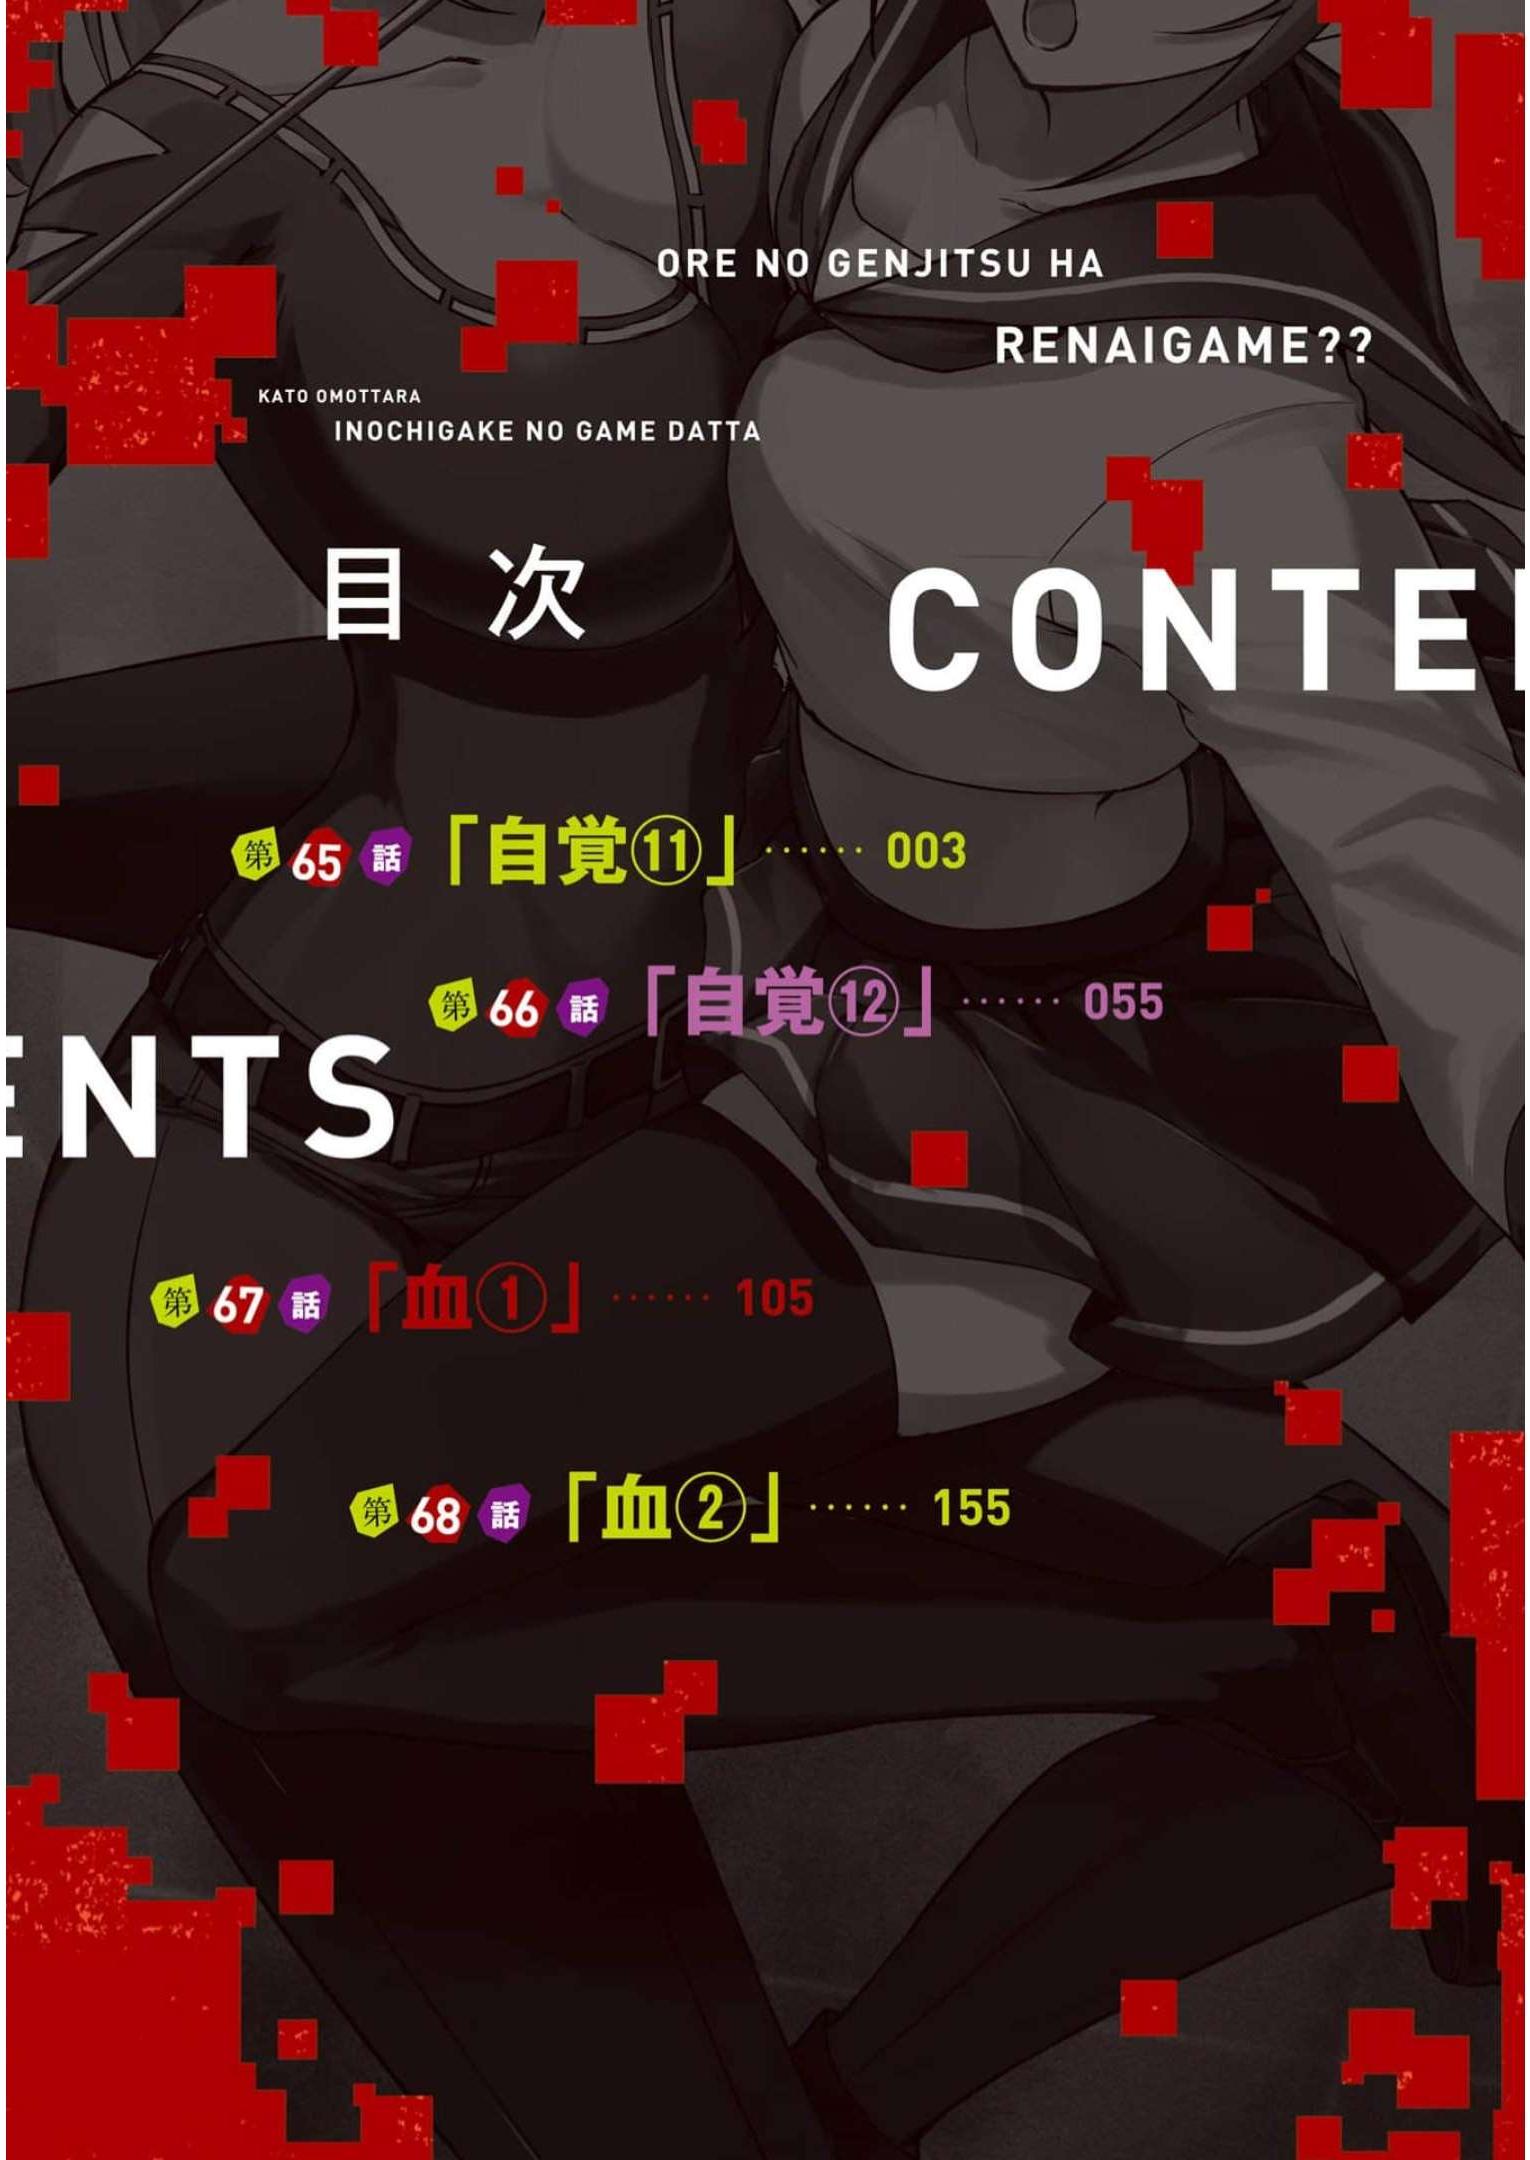 ORE NO GENJITSU HA
RENAIGAME??
KATO OMOTTARA
INOCHIGAKE NO GAME DATTA
目次
CONTE
第65話「自覚⑪」…… 003
第66話「自覚⑫」…… 055
ENTS
第67話「血①」…… 105
第68話「血②」…… 155